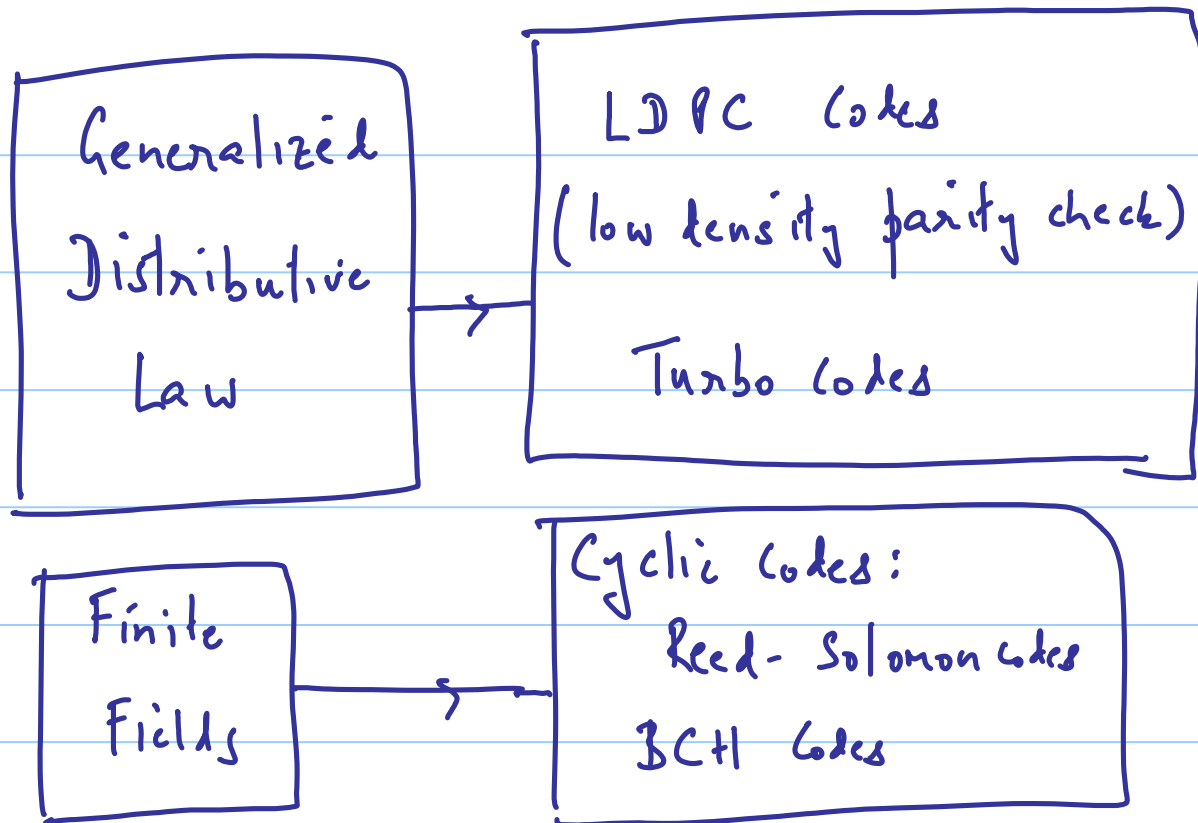 Generalized
Distributive
Law
LDPC Codes
(low density parity check)
Turbo Codes
Finite
Fields
Cyclic Codes:
Reed-Solomon codes
BCH Codes